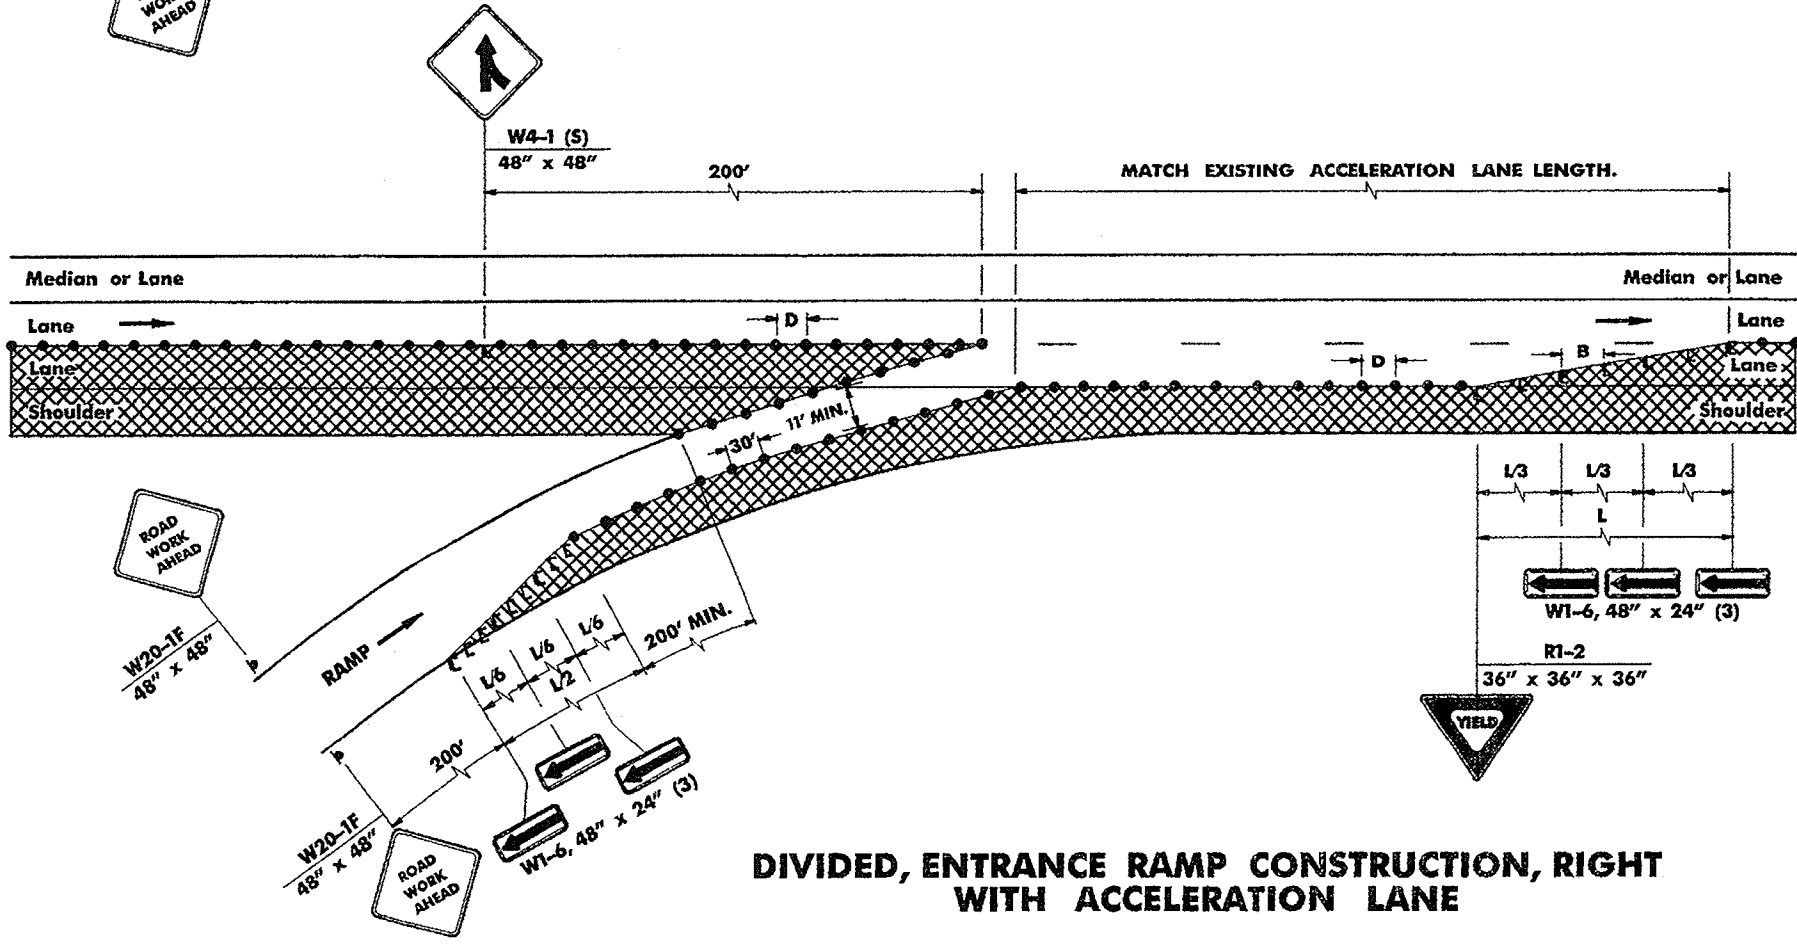 WORK
AHEAD
W4-1 (S)
48" x 48"
200'
MATCH EXISTING ACCELERATION LANE LENGTH.
Median or Lane
Median or Lane
Lane
D
Lane
Lane
D
B
Lane
Shoulder
11' MIN.
30'
Shoulder
L/3
L/3
L/3
L
ROAD
WORK
AHEAD
W20-1F
48" x 48"
RAMP
L/6
L/6
L/6
L/2
200' MIN.
200'
W1-6, 48" x 24" (3)
R1-2
36" x 36" x 36"
YIELD
W20-1F
48" x 48"
ROAD
WORK
AHEAD
W1-6, 48" x 24" (3)
DIVIDED, ENTRANCE RAMP CONSTRUCTION, RIGHT
WITH ACCELERATION LANE